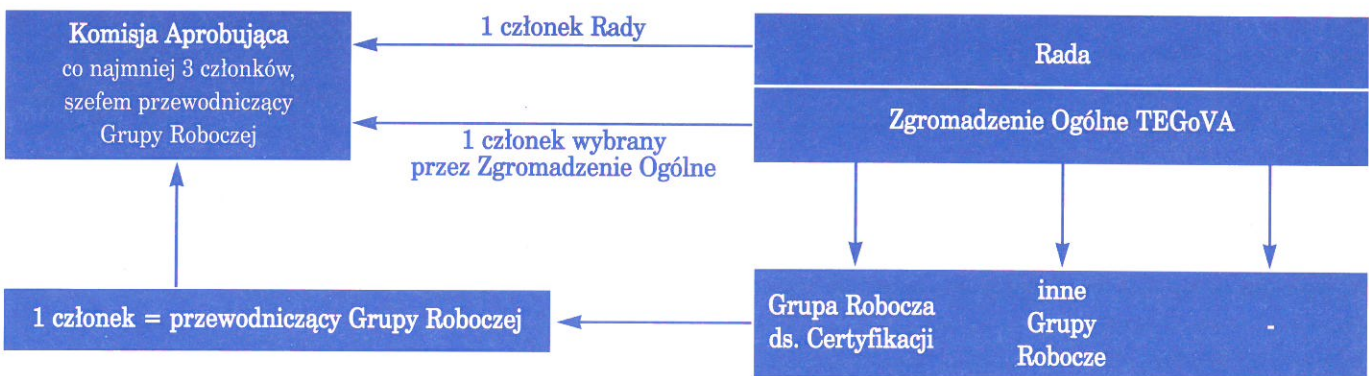 Komisja Aprobująca
co najmniej 3 członków,
szefem przewodniczący
Grupy Roboczej
1 członek Rady
1 członek wybrany
przez Zgromadzenie Ogólne
Rada
Zgromadzenie Ogólne TEGoVA
1 członek = przewodniczący Grupy Roboczej
Grupa Robocza
ds. Certyfikacji
inne
Grupy
Robocze
-